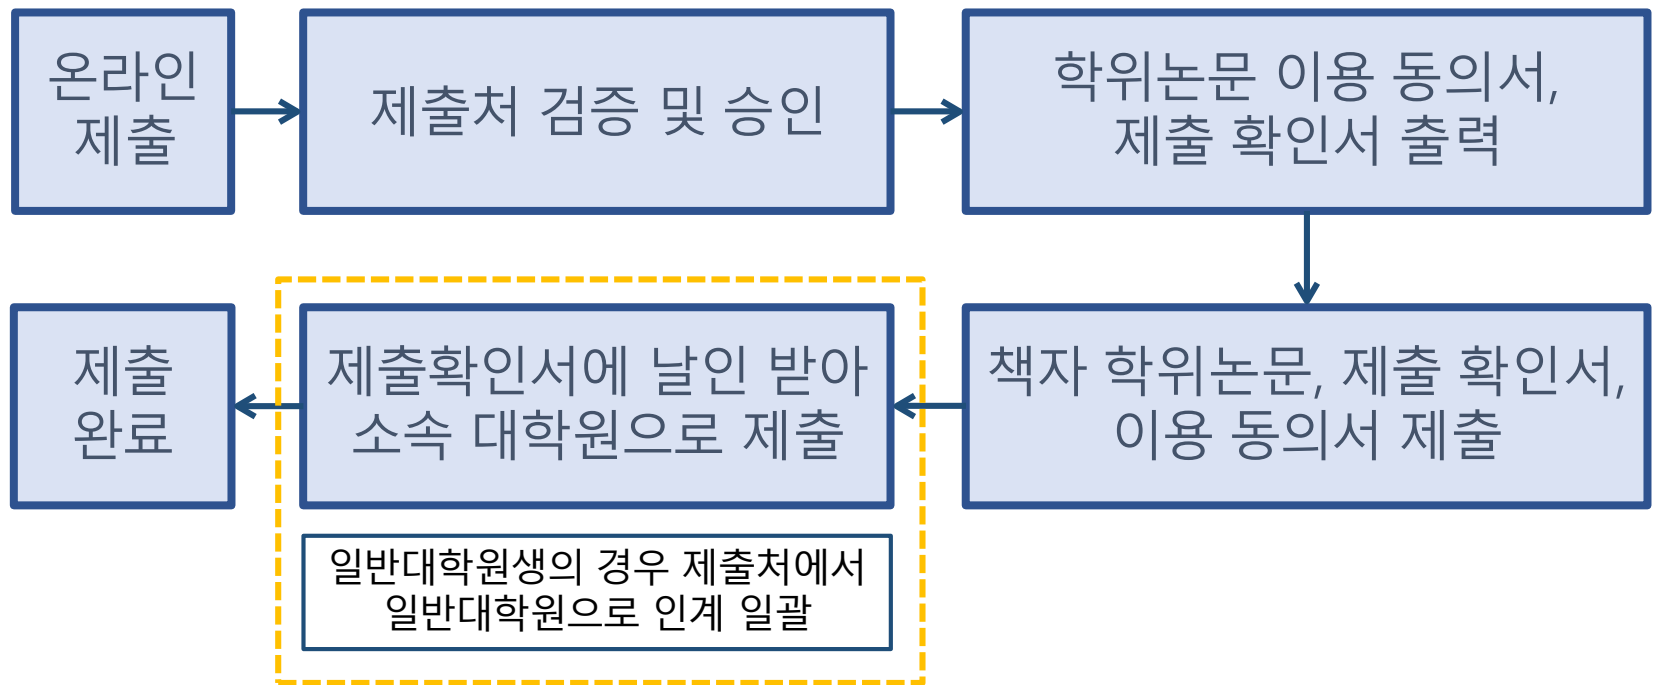 온라인
제출
제출처 검증 및 승인
학위논문 이용 동의서,
제출 확인서 출력
책자 학위논문, 제출 확인서,
이용 동의서 제출
제출확인서에 날인 받아
소속 대학원으로 제출
일반대학원생의 경우 제출처에서
일반대학원으로 인계 일괄
제출
완료